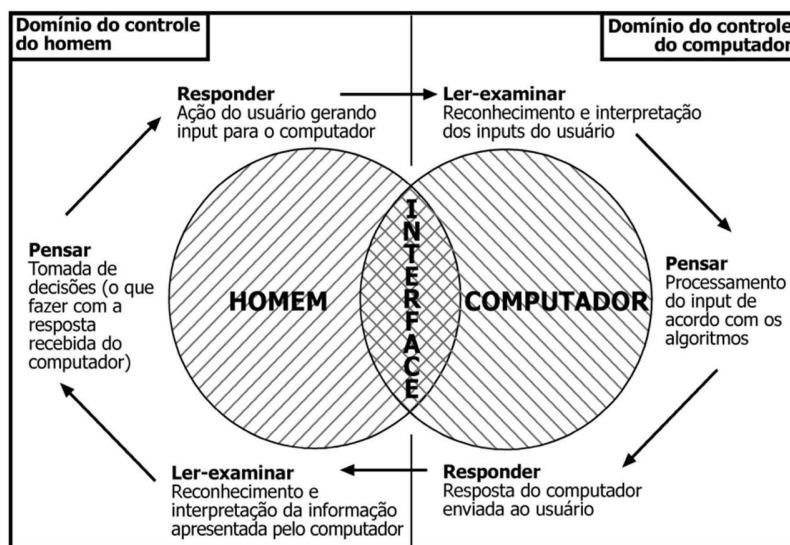 Domínio do controle
do homem
Domínio do controle
do computador
Responder
Ação do usuário gerando
input para o computador
Ler-examinar
Reconhecimento e interpretação
dos inputs do usuário
Pensar
Tomada de
decisões (o que
fazer com a
resposta
recebida do
computador)
HOMEM
INTERFACE
COMPUTADOR
Pensar
Processamento
do input de
acordo com os
algoritmos
Ler-examinar
Reconhecimento e
interpretação da informação
apresentada pelo computador
Responder
Resposta do computador
enviada ao usuário